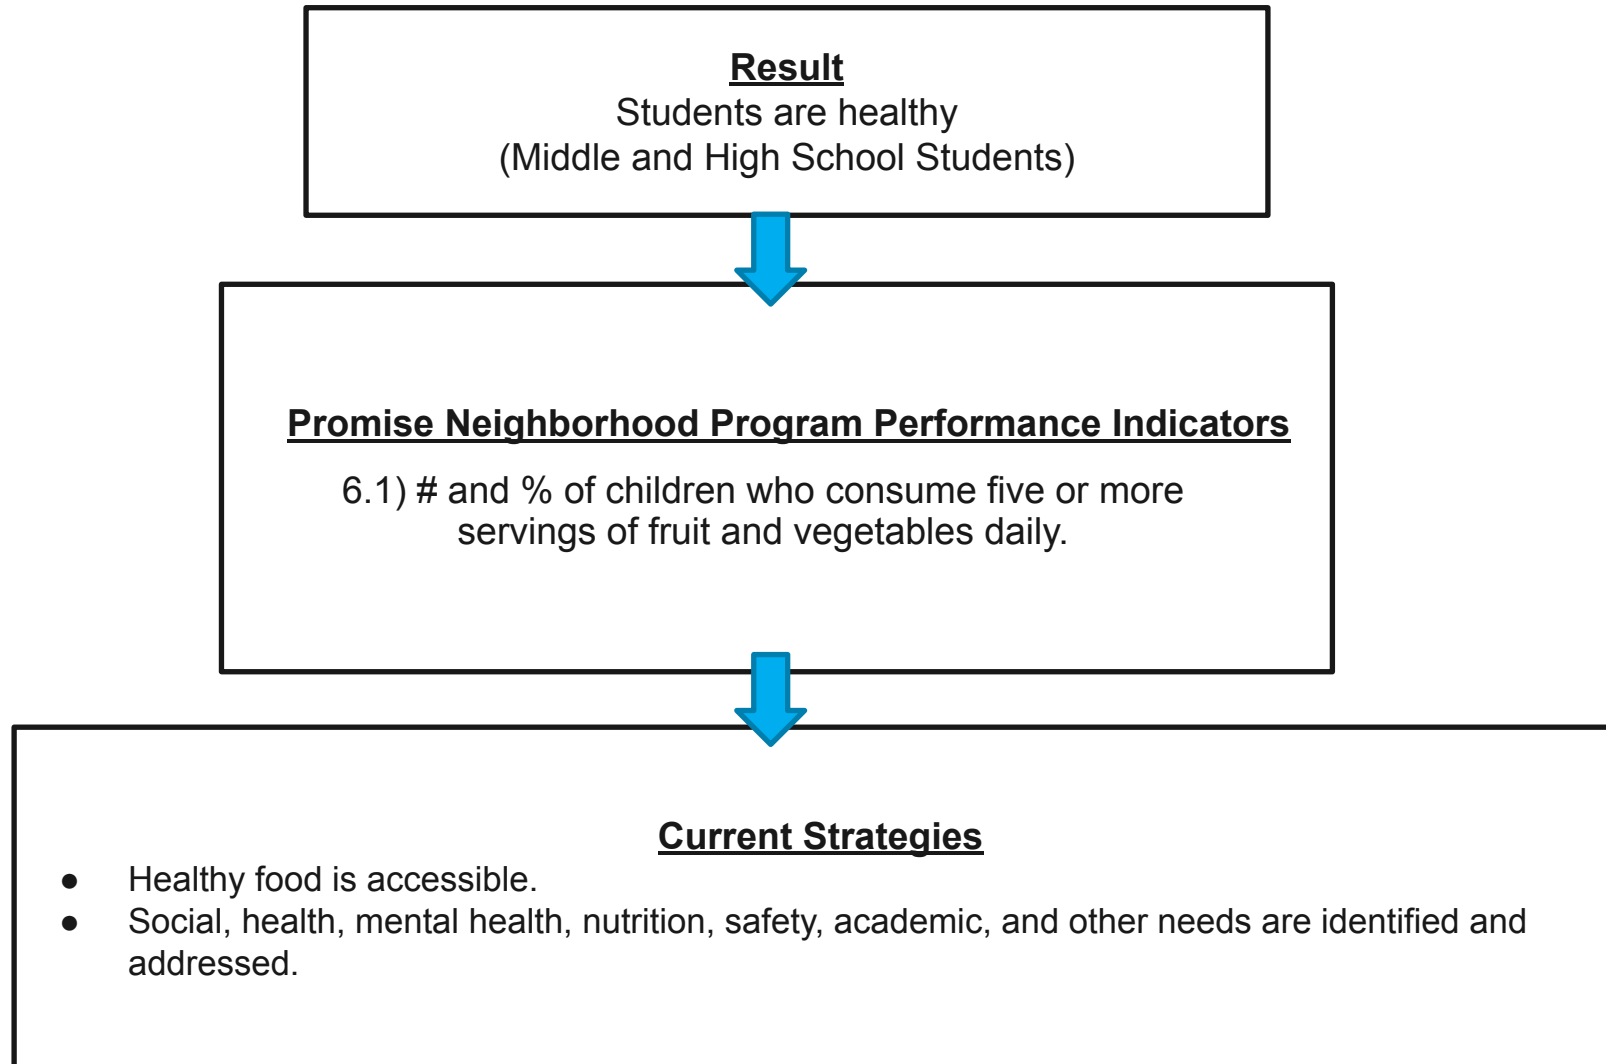 Result
Students are healthy
(Middle and High School Students)
Promise Neighborhood Program Performance Indicators
6.1) # and % of children who consume five or more
servings of fruit and vegetables daily.
Current Strategies
● Healthy food is accessible.
● Social, health, mental health, nutrition, safety, academic, and other needs are identified and
addressed.